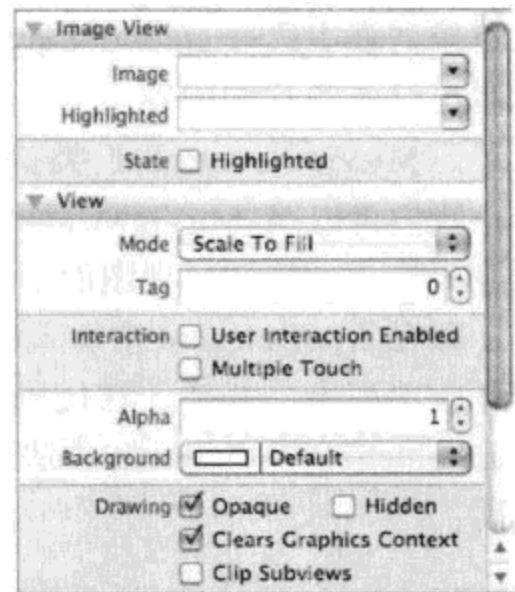 Image View
Image
Highlighted
State Highlighted
View
Mode Scale To Fill
Tag 0
Interaction User Interaction Enabled
Multiple Touch
Alpha 1
Background Default
Drawing Opaque Hidden
Clears Graphics Context
Clip Subviews